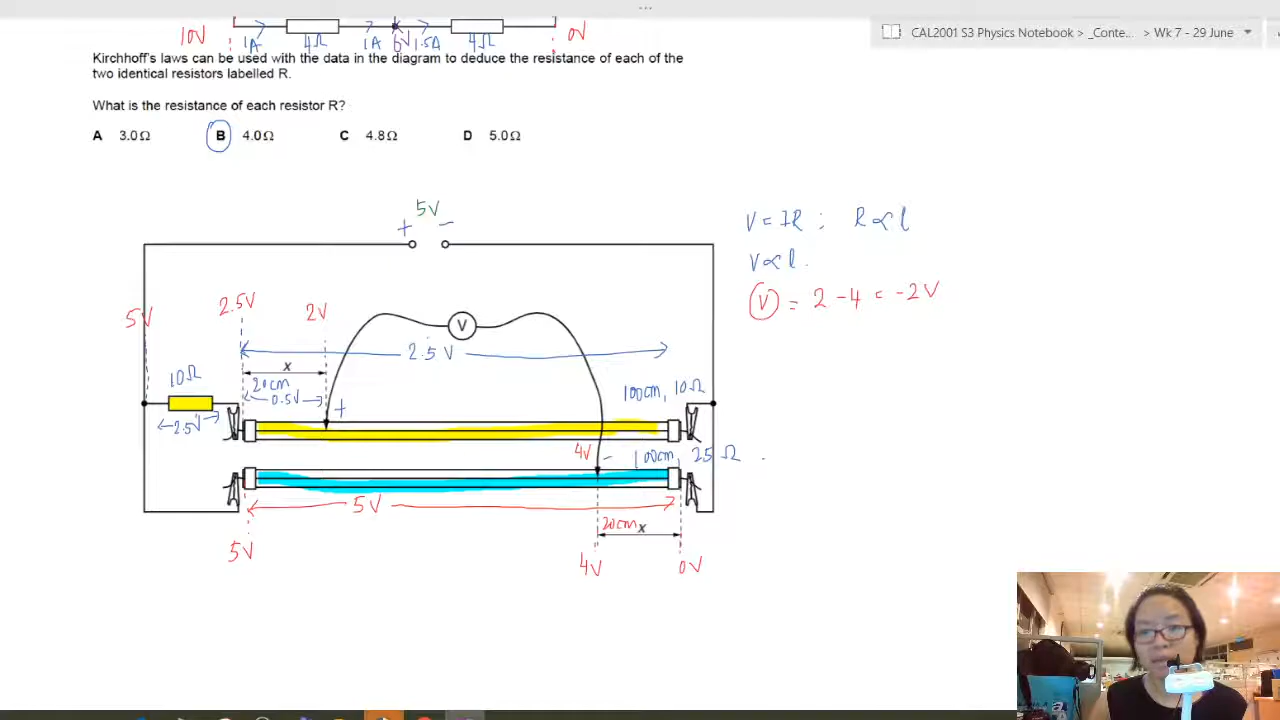 CAL2001 S3 Physics Notebook › _Conte... › Wk 7 - 29 June
10V 1A 4Ω 1A 6V 1.5A 4Ω 0V
Kirchhoff's laws can be used with the data in the diagram to deduce the resistance of each of the
two identical resistors labelled R.
What is the resistance of each resistor R?
A 3.0Ω B 4.0Ω C 4.8Ω D 5.0Ω
5V
+ −
V = IR ; R ∝ l
V ∝ l.
V = 2 - 4 = -2V
5V 2.5V 2V
V
2.5V
x
10Ω 20cm 100cm, 10Ω
0.5V
2.5V +
4V − 100cm, 25Ω .
5V
20cm x
5V 4V 0V